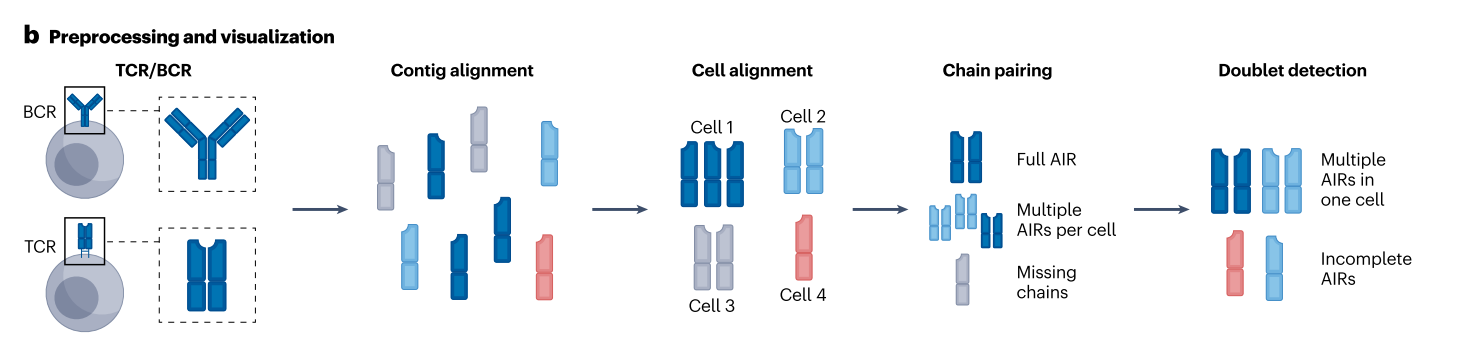 b Preprocessing and visualization
TCR/BCR
BCR
TCR
Contig alignment
Cell alignment
Cell 1
Cell 2
Cell 3
Cell 4
Chain pairing
Full AIR
Multiple
AIRs per cell
Missing
chains
Doublet detection
Multiple
AIRs in
one cell
Incomplete
AIRs